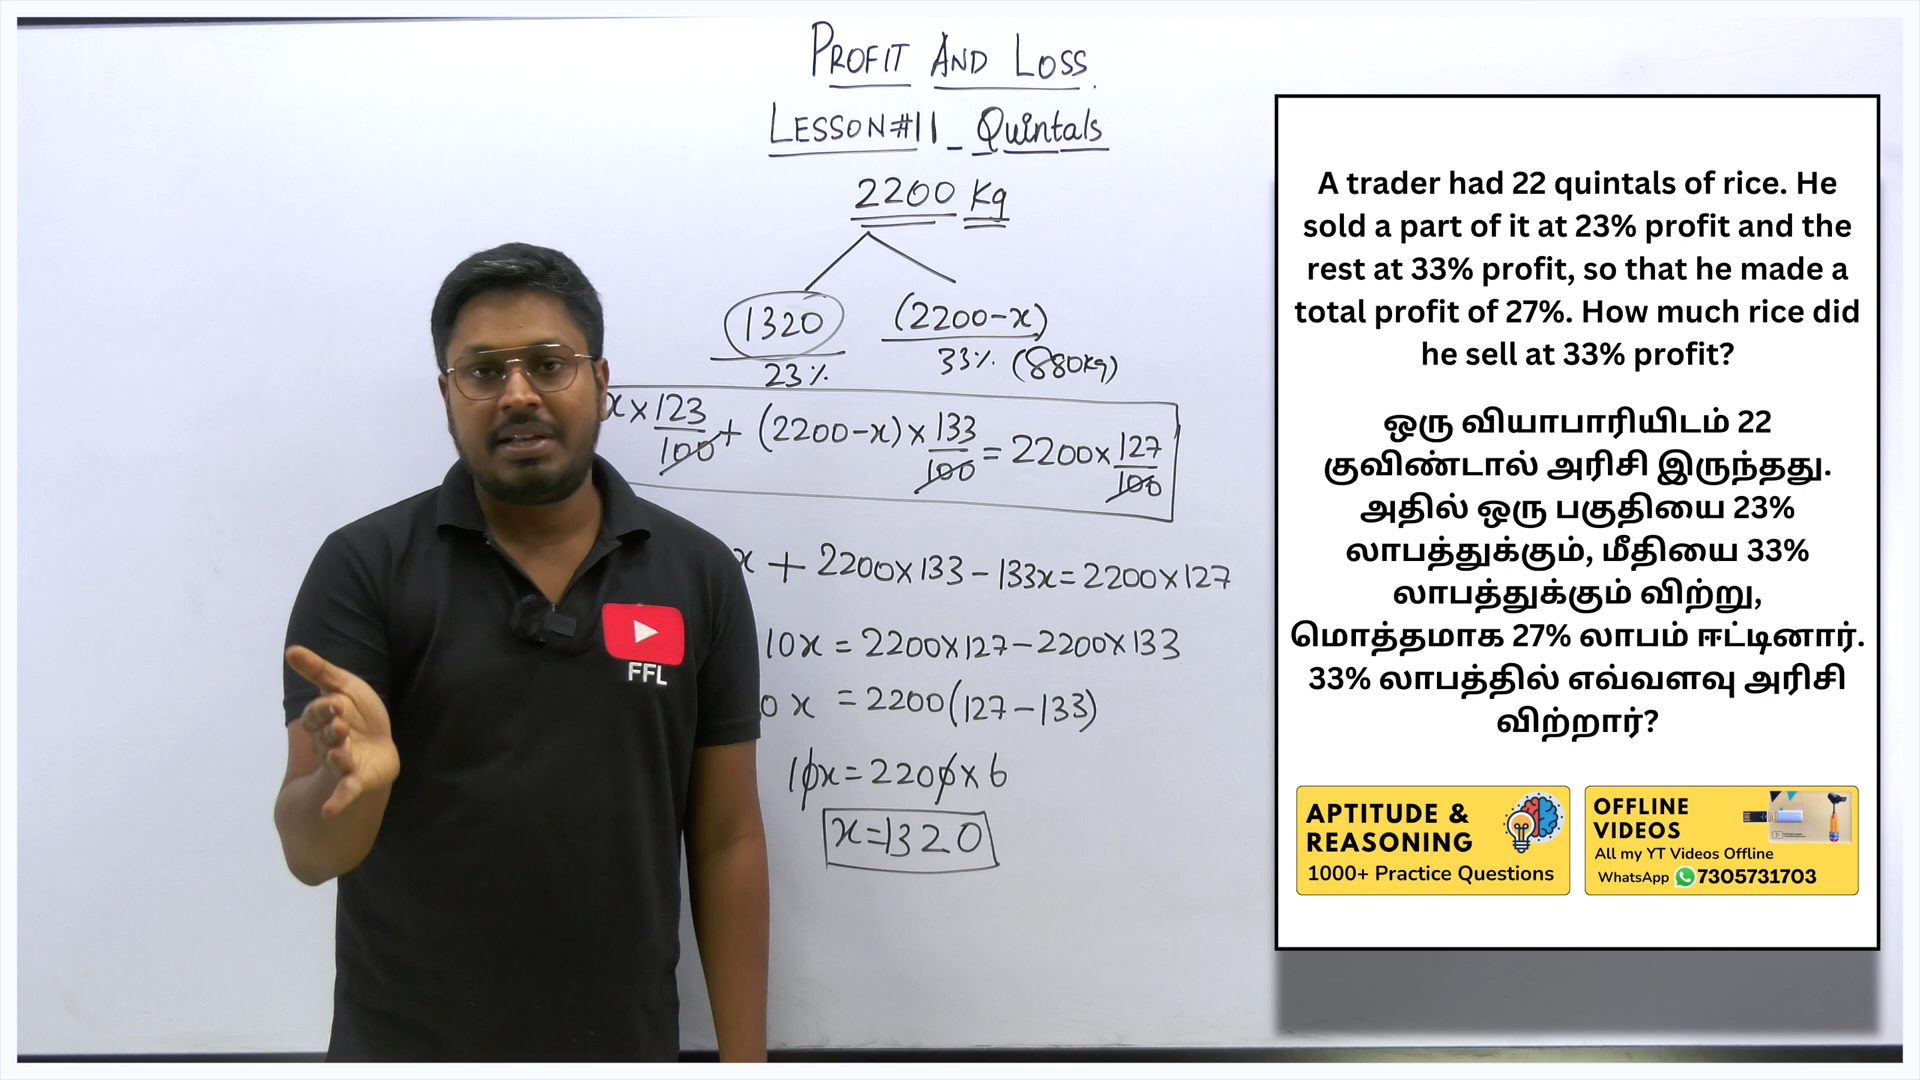 PROFIT AND LOSS.
LESSON#11_Quintals
2200 Kg
1320 (2200-x)
23% 33% (880kg)
x × 123/100 + (2200-x) × 133/100 = 2200 × 127/100
x + 2200×133 - 133x = 2200×127
10x = 2200×127-2200×133
0x = 2200(127-133)
10x = 2200×6
x=1320
FFL
A trader had 22 quintals of rice. He
sold a part of it at 23% profit and the
rest at 33% profit, so that he made a
total profit of 27%. How much rice did
he sell at 33% profit?
ஒரு வியாபாரியிடம் 22
குவிண்டால் அரிசி இருந்தது.
அதில் ஒரு பகுதியை 23%
லாபத்துக்கும், மீதியை 33%
லாபத்துக்கும் விற்று,
மொத்தமாக 27% லாபம் ஈட்டினார்.
33% லாபத்தில் எவ்வளவு அரிசி
விற்றார்?
APTITUDE &
REASONING
1000+ Practice Questions
OFFLINE
VIDEOS
All my YT Videos Offline
WhatsApp 7305731703